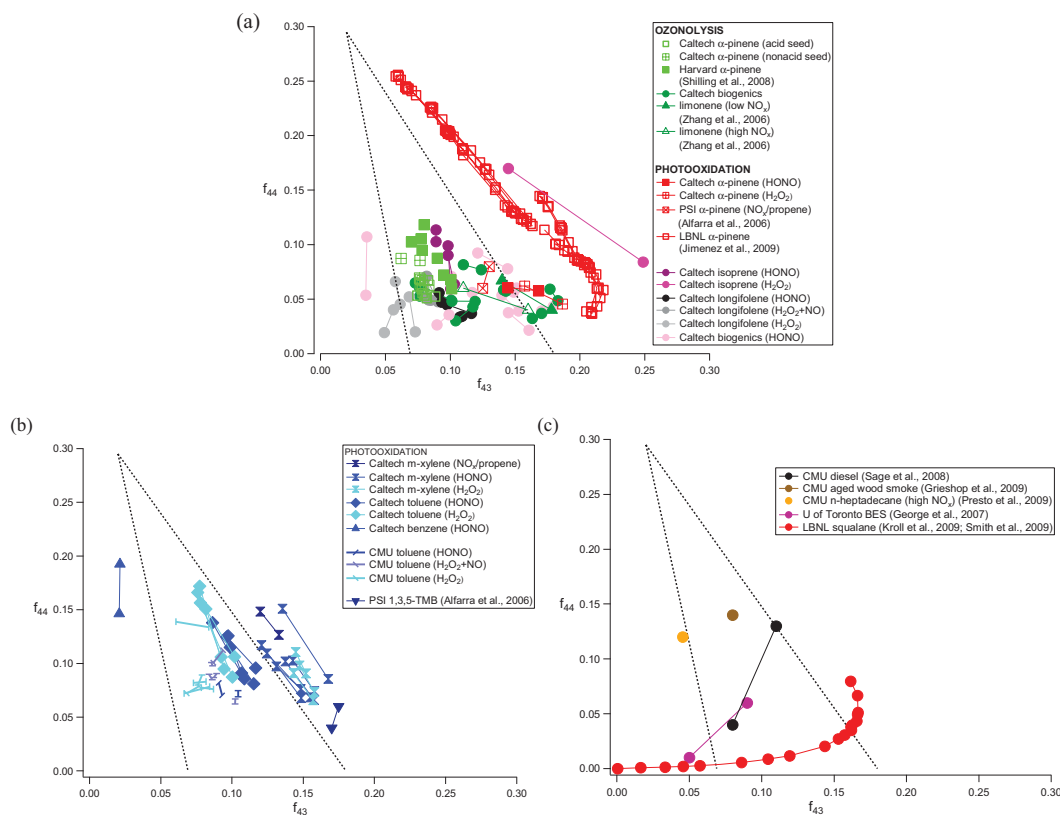 (a)
0.30
0.25
0.20
f44
0.15
0.10
0.05
0.00
0.00 0.05 0.10 0.15 0.20 0.25 0.30
f43
OZONOLYSIS
Caltech α-pinene (acid seed)
Caltech α-pinene (nonacid seed)
Harvard α-pinene
(Shilling et al., 2008)
Caltech biogenics
limonene (low NOx)
(Zhang et al., 2006)
limonene (high NOx)
(Zhang et al., 2006)
PHOTOOXIDATION
Caltech α-pinene (HONO)
Caltech α-pinene (H2O2)
PSI α-pinene (NOx/propene)
(Alfarra et al., 2006)
LBNL α-pinene
(Jimenez et al., 2009)
Caltech isoprene (HONO)
Caltech isoprene (H2O2)
Caltech longifolene (HONO)
Caltech longifolene (H2O2+NO)
Caltech longifolene (H2O2)
Caltech biogenics (HONO)
(b)
0.30
0.25
0.20
f44
0.15
0.10
0.05
0.00
0.00 0.05 0.10 0.15 0.20 0.25 0.30
f43
PHOTOOXIDATION
Caltech m-xylene (NOx/propene)
Caltech m-xylene (HONO)
Caltech m-xylene (H2O2)
Caltech toluene (HONO)
Caltech toluene (H2O2)
Caltech benzene (HONO)
CMU toluene (HONO)
CMU toluene (H2O2+NO)
CMU toluene (H2O2)
PSI 1,3,5-TMB (Alfarra et al., 2006)
(c)
0.30
0.25
0.20
f44
0.15
0.10
0.05
0.00
0.00 0.05 0.10 0.15 0.20 0.25 0.30
f43
CMU diesel (Sage et al., 2008)
CMU aged wood smoke (Grieshop et al., 2009)
CMU n-heptadecane (high NOx) (Presto et al., 2009)
U of Toronto BES (George et al., 2007)
LBNL squalane (Kroll et al., 2009; Smith et al., 2009)